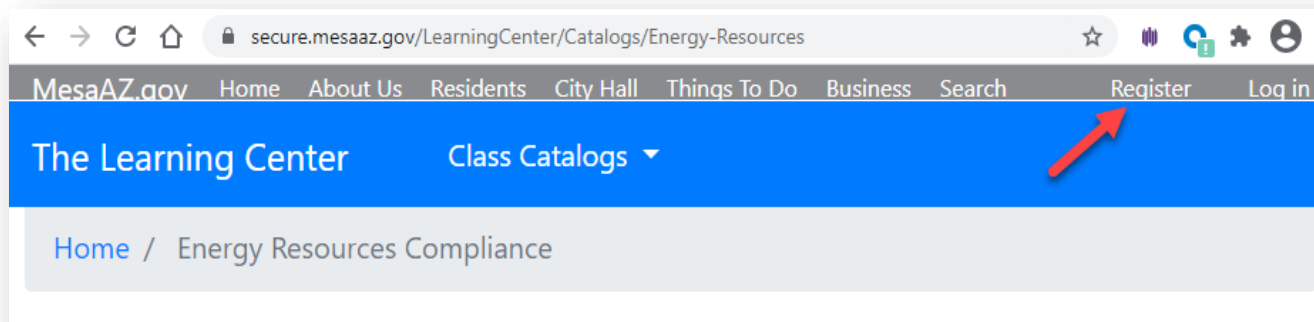 secure.mesaaz.gov/LearningCenter/Catalogs/Energy-Resources
MesaAZ.gov Home About Us Residents City Hall Things To Do Business Search Register Log in
The Learning Center Class Catalogs
Home / Energy Resources Compliance